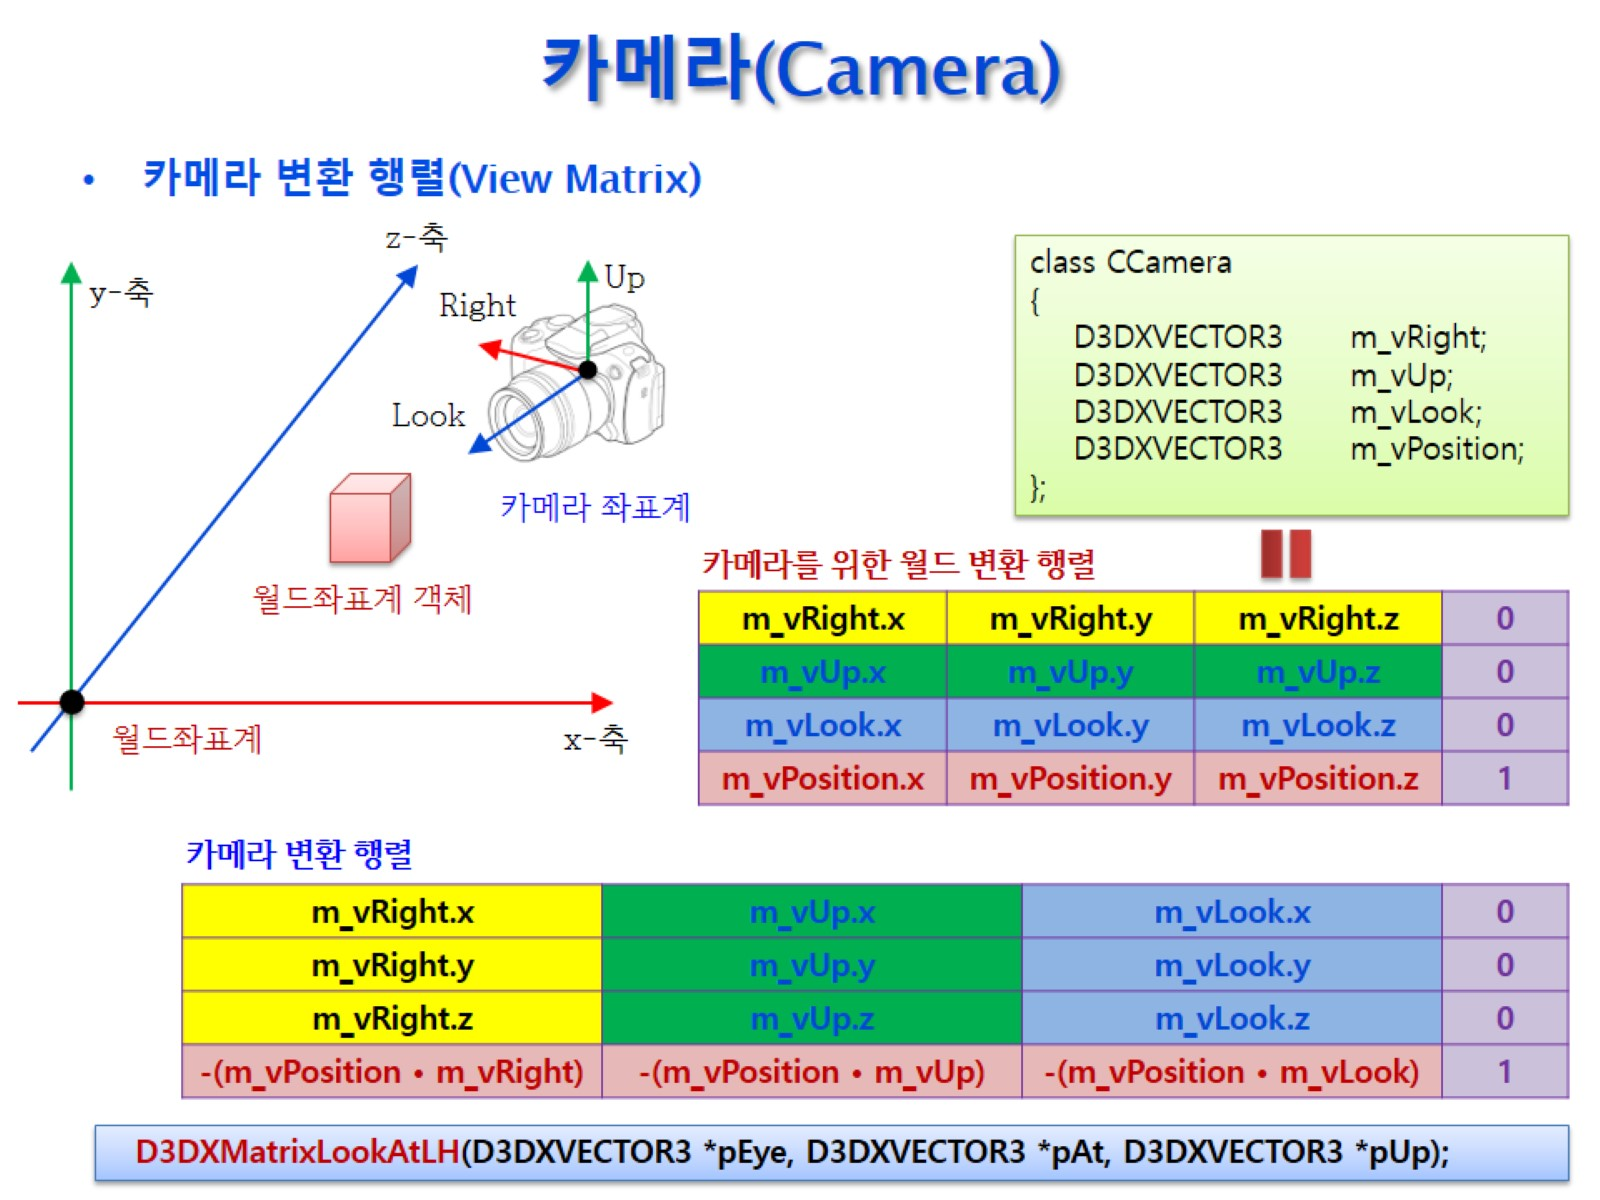 카메라(Camera)
• 카메라 변환 행렬(View Matrix)
z-축
y-축
Up
Right
Look
카메라 좌표계
월드좌표계 객체
월드좌표계
x-축
class CCamera
{
D3DXVECTOR3 m_vRight;
D3DXVECTOR3 m_vUp;
D3DXVECTOR3 m_vLook;
D3DXVECTOR3 m_vPosition;
};
카메라를 위한 월드 변환 행렬
m_vRight.x m_vRight.y m_vRight.z 0
m_vUp.x m_vUp.y m_vUp.z 0
m_vLook.x m_vLook.y m_vLook.z 0
m_vPosition.x m_vPosition.y m_vPosition.z 1
카메라 변환 행렬
m_vRight.x m_vUp.x m_vLook.x 0
m_vRight.y m_vUp.y m_vLook.y 0
m_vRight.z m_vUp.z m_vLook.z 0
-(m_vPosition • m_vRight) -(m_vPosition • m_vUp) -(m_vPosition • m_vLook) 1
D3DXMatrixLookAtLH(D3DXVECTOR3 *pEye, D3DXVECTOR3 *pAt, D3DXVECTOR3 *pUp);